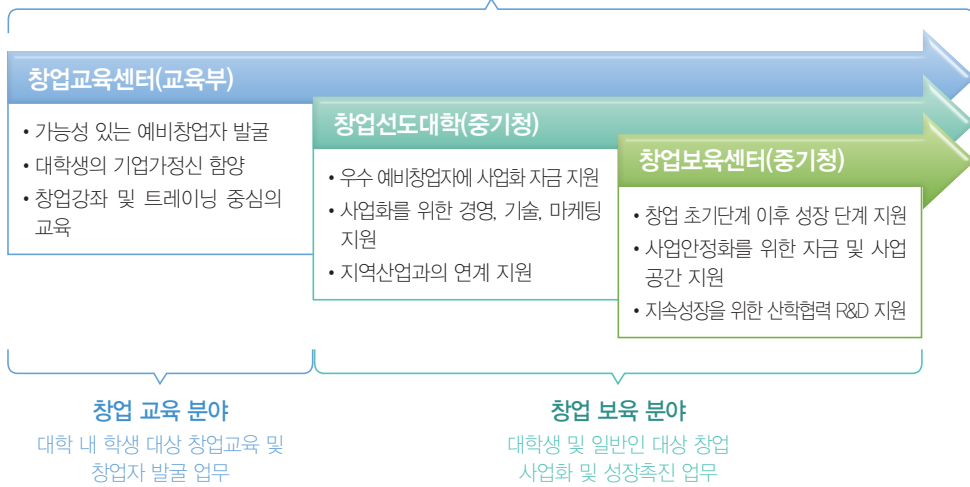 창업교육센터(교육부)
• 가능성 있는 예비창업자 발굴
• 대학생의 기업가정신 함양
• 창업강좌 및 트레이닝 중심의
교육
창업선도대학(중기청)
• 우수 예비창업자에 사업화 자금 지원
• 사업화를 위한 경영, 기술, 마케팅
지원
• 지역산업과의 연계 지원
창업보육센터(중기청)
• 창업 초기단계 이후 성장 단계 지원
• 사업안정화를 위한 자금 및 사업
공간 지원
• 지속성장을 위한 산학협력 R&D 지원
창업 교육 분야
대학 내 학생 대상 창업교육 및
창업자 발굴 업무
창업 보육 분야
대학생 및 일반인 대상 창업
사업화 및 성장촉진 업무